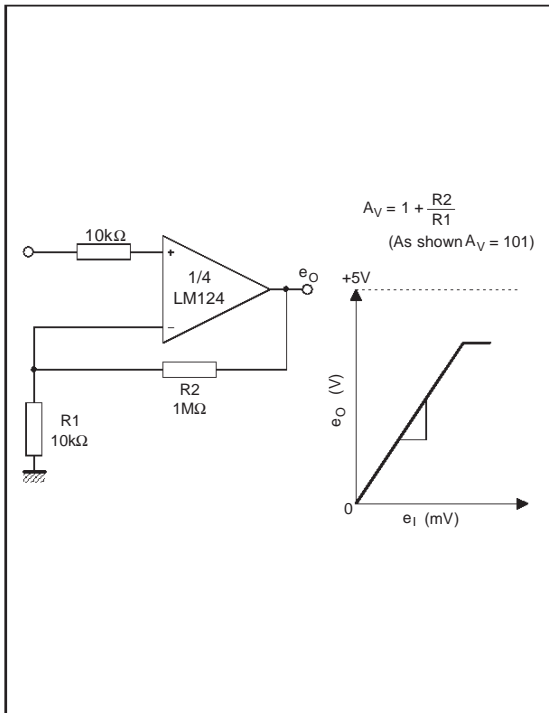 10kΩ
+
1/4
LM124
−
e_O
R2
1MΩ
R1
10kΩ
A_V = 1 + R2/R1
(As shown A_V = 101)
+5V
e_O (V)
0
e_I (mV)